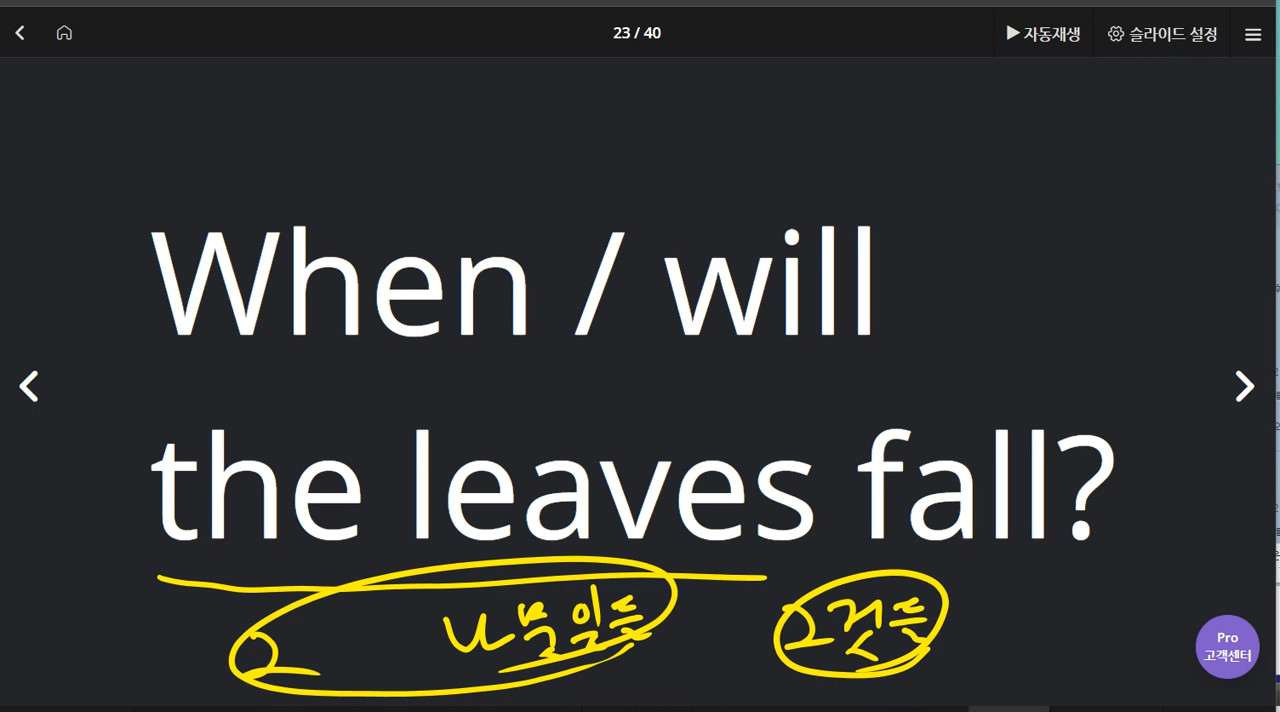 23 / 40
▶자동재생
슬라이드 설정
When / will
the leaves fall?
그 나뭇잎들 그것들
Pro
고객센터